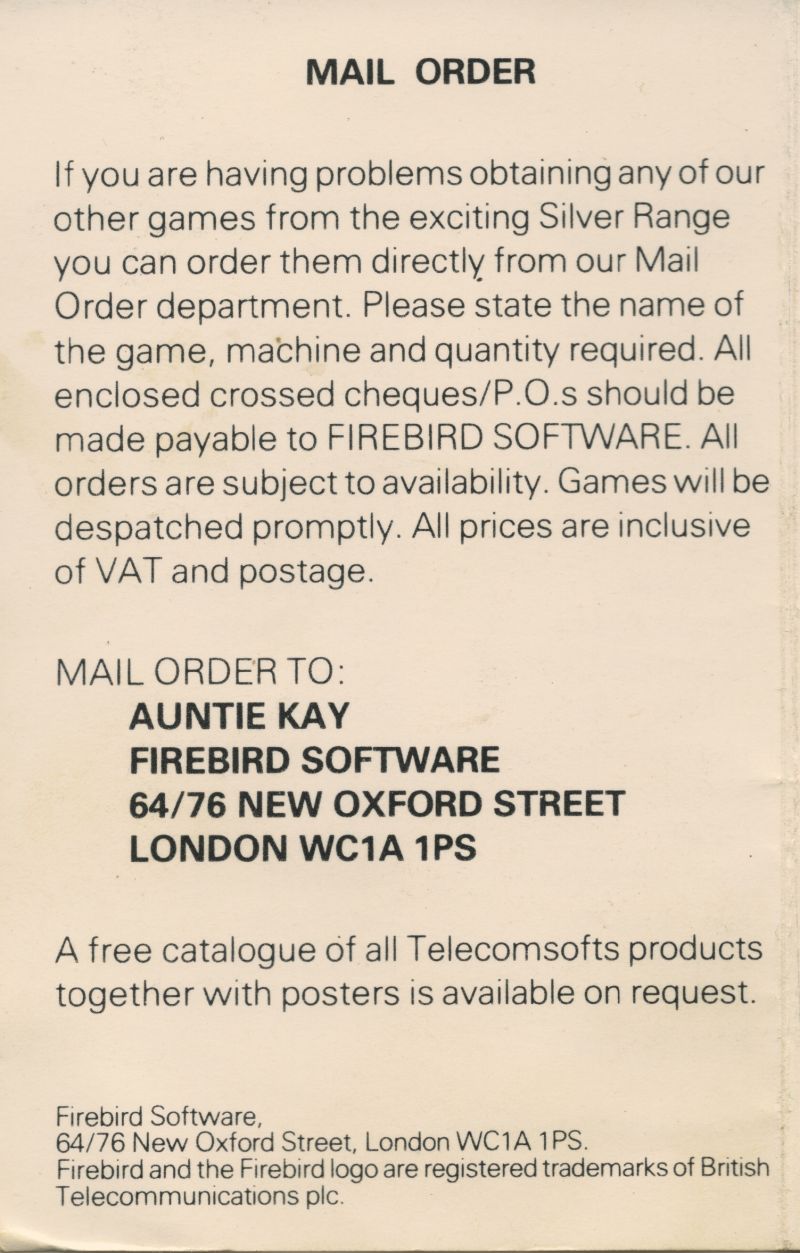 MAIL ORDER
If you are having problems obtaining any of our
other games from the exciting Silver Range
you can order them directly from our Mail
Order department. Please state the name of
the game, machine and quantity required. All
enclosed crossed cheques/P.O.s should be
made payable to FIREBIRD SOFTWARE. All
orders are subject to availability. Games will be
despatched promptly. All prices are inclusive
of VAT and postage.
MAIL ORDER TO:
AUNTIE KAY
FIREBIRD SOFTWARE
64/76 NEW OXFORD STREET
LONDON WC1A 1PS
A free catalogue of all Telecomsofts products
together with posters is available on request.
Firebird Software,
64/76 New Oxford Street, London WC1A 1PS.
Firebird and the Firebird logo are registered trademarks of British
Telecommunications plc.